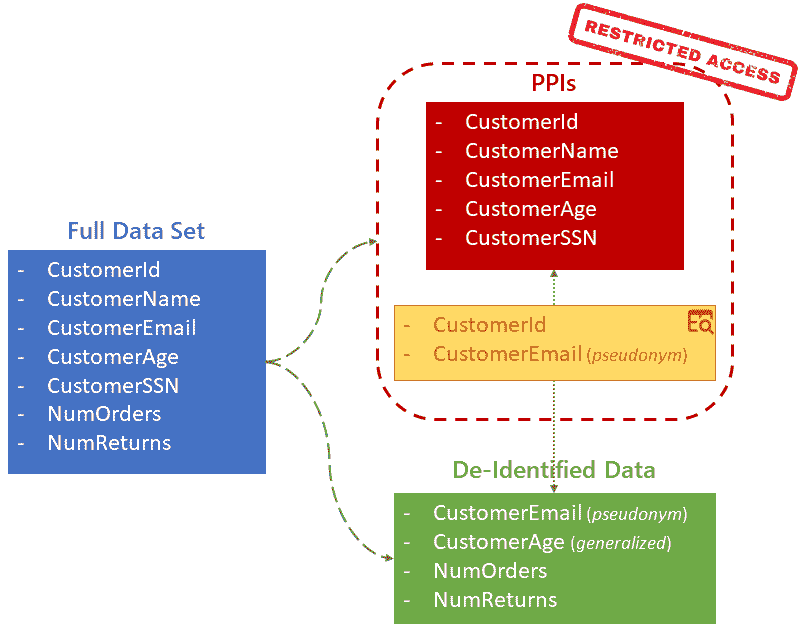 RESTRICTED ACCESS
PPIs
- CustomerId
- CustomerName
- CustomerEmail
- CustomerAge
- CustomerSSN
Full Data Set
- CustomerId
- CustomerName
- CustomerEmail
- CustomerAge
- CustomerSSN
- NumOrders
- NumReturns
- CustomerId
- CustomerEmail (pseudonym)
De-Identified Data
- CustomerEmail (pseudonym)
- CustomerAge (generalized)
- NumOrders
- NumReturns